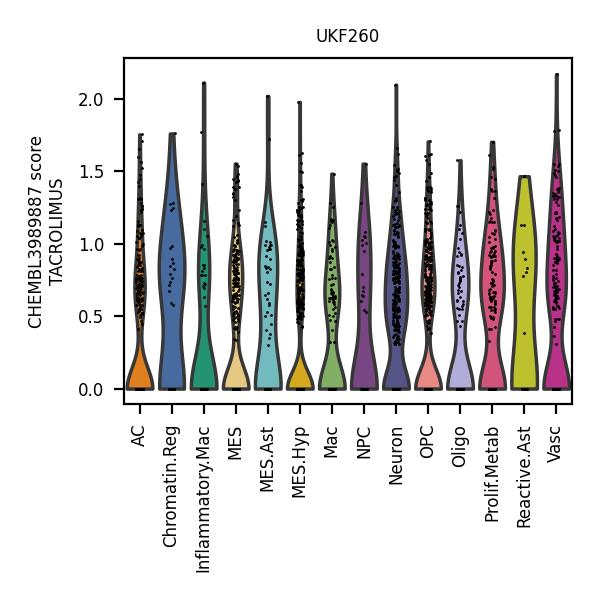 UKF260
CHEMBL3989887 score
TACROLIMUS
2.0
1.5
1.0
0.5
0.0
AC
Chromatin.Reg
Inflammatory.Mac
MES
MES.Ast
MES.Hyp
Mac
NPC
Neuron
OPC
Oligo
Prolif.Metab
Reactive.Ast
Vasc